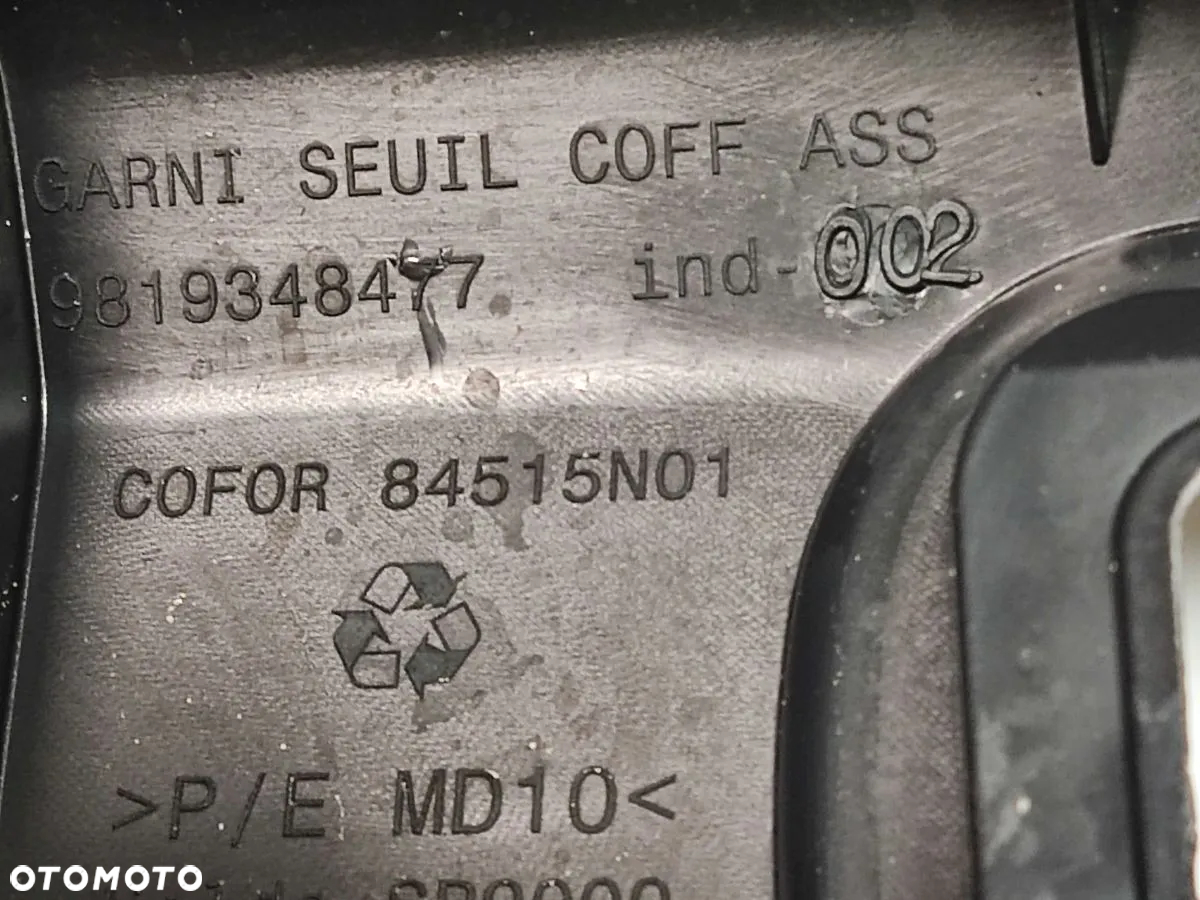 GARNI SEUIL COFF ASS
9819348477 ind-002
COFOR 84515N01
>P/E MD10<
OTOMOTO